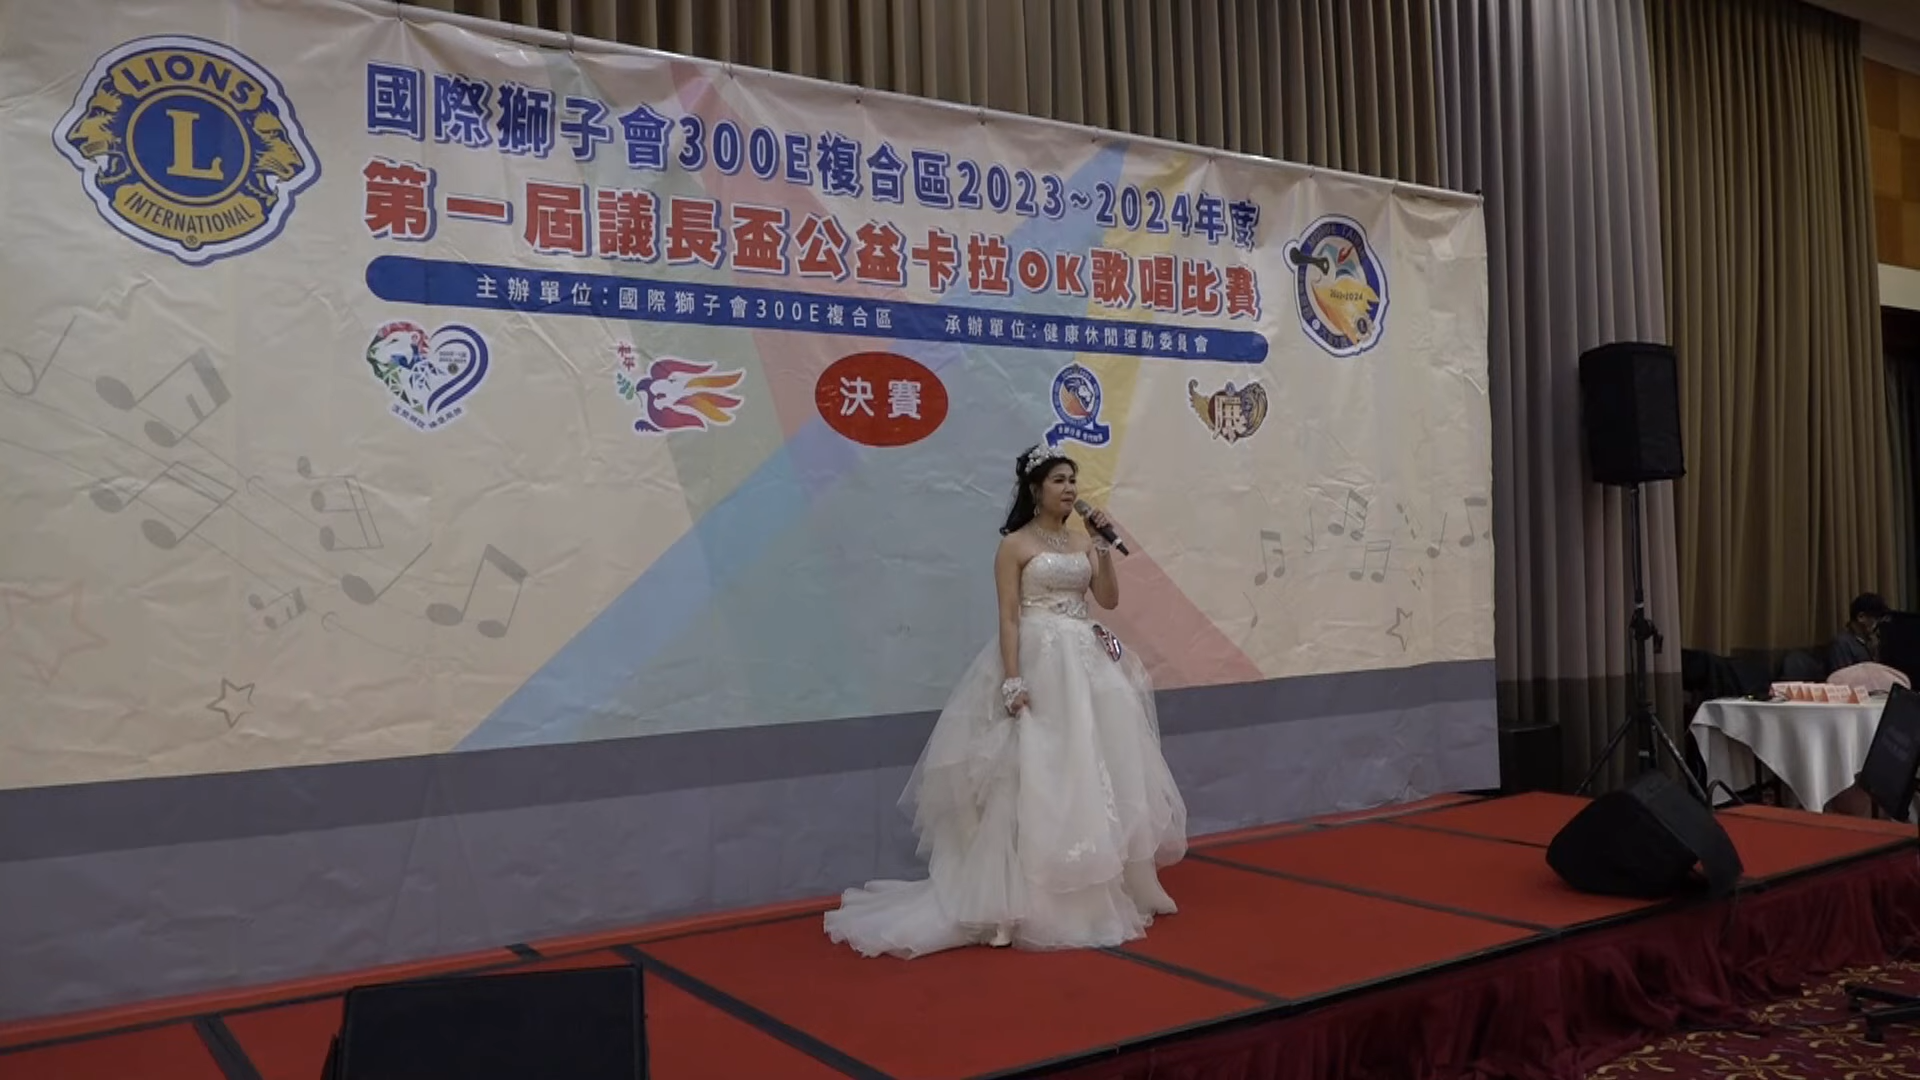 LIONS
L
INTERNATIONAL
國際獅子會300E複合區2023~2024年度
第一屆議長盃公益卡拉OK歌唱比賽
主辦單位:國際獅子會300E複合區 承辦單位:健康休閒運動委員會
2023-2024
決賽